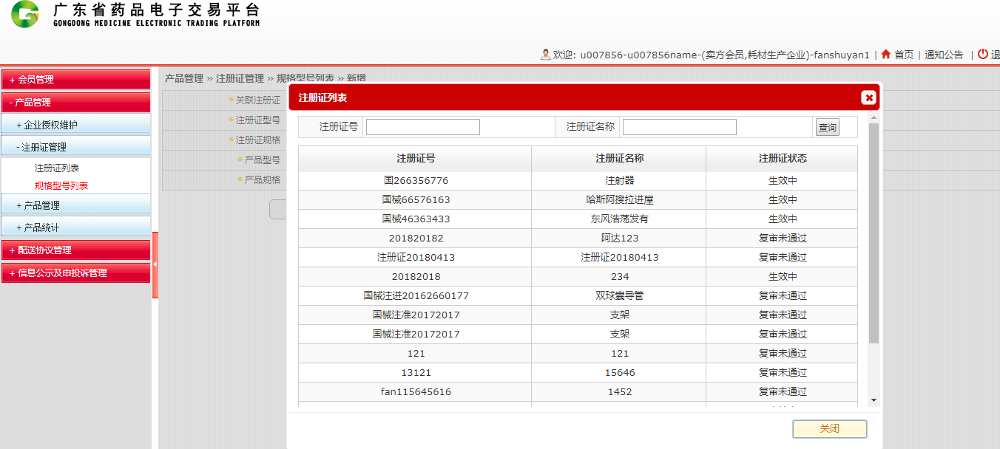 广东省药品电子交易平台
GONGDONG MEDICINE ELECTRONIC TRADING PLATFORM
欢迎: u007856-u007856name-(卖方会员,耗材生产企业)-fanshuyan1 | 首页 | 通知公告 | 退
+ 会员管理
- 产品管理
+ 企业授权维护
- 注册证管理
注册证列表
规格型号列表
+ 产品管理
+ 产品统计
+ 配送协议管理
+ 信息公示及申投诉管理
产品管理 » 注册证管理 » 规格型号列表 » 新增
※ 关联注册证
※ 注册证型号
※ 注册证规格
※ 产品型号
※ 产品规格
注册证列表
注册证号 注册证名称 查询
注册证号 注册证名称 注册证状态
国266356776 注射器 生效中
国械66576163 哈斯阿搜拉进屋 生效中
国械46363433 东风浩荡发有 生效中
201820182 阿达123 复审未通过
注册证20180413 注册证20180413 复审未通过
20182018 234 生效中
国械注进20162660177 双球囊导管 复审未通过
国械注准20172017 支架 复审未通过
国械注准20172017 支架 复审未通过
121 121 复审未通过
13121 15646 复审未通过
fan115645616 1452 复审未通过
关闭